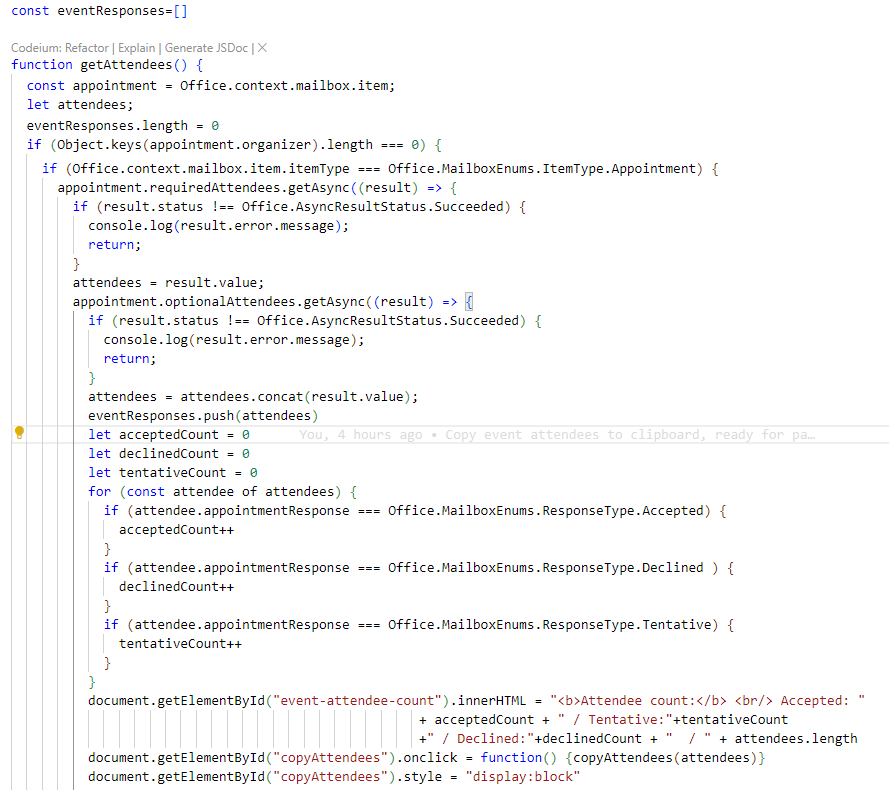 const eventResponses=[]
Codeium: Refactor | Explain | Generate JSDoc | ×
function getAttendees() {
  const appointment = Office.context.mailbox.item;
  let attendees;
  eventResponses.length = 0
  if (Object.keys(appointment.organizer).length === 0) {
    if (Office.context.mailbox.item.itemType === Office.MailboxEnums.ItemType.Appointment) {
      appointment.requiredAttendees.getAsync((result) => {
        if (result.status !== Office.AsyncResultStatus.Succeeded) {
          console.log(result.error.message);
          return;
        }
        attendees = result.value;
        appointment.optionalAttendees.getAsync((result) => {
          if (result.status !== Office.AsyncResultStatus.Succeeded) {
            console.log(result.error.message);
            return;
          }
          attendees = attendees.concat(result.value);
          eventResponses.push(attendees)
          let acceptedCount = 0 You, 4 hours ago • Copy event attendees to clipboard, ready for pa…
          let declinedCount = 0
          let tentativeCount = 0
          for (const attendee of attendees) {
            if (attendee.appointmentResponse === Office.MailboxEnums.ResponseType.Accepted) {
              acceptedCount++
            }
            if (attendee.appointmentResponse === Office.MailboxEnums.ResponseType.Declined ) {
              declinedCount++
            }
            if (attendee.appointmentResponse === Office.MailboxEnums.ResponseType.Tentative) {
              tentativeCount++
            }
          }
          document.getElementById("event-attendee-count").innerHTML = "<b>Attendee count:</b> <br/> Accepted: "
                                                     + acceptedCount + " / Tentative:"+tentativeCount
                                                     +" / Declined:"+declinedCount + "  / " + attendees.length
          document.getElementById("copyAttendees").onclick = function() {copyAttendees(attendees)}
          document.getElementById("copyAttendees").style = "display:block"